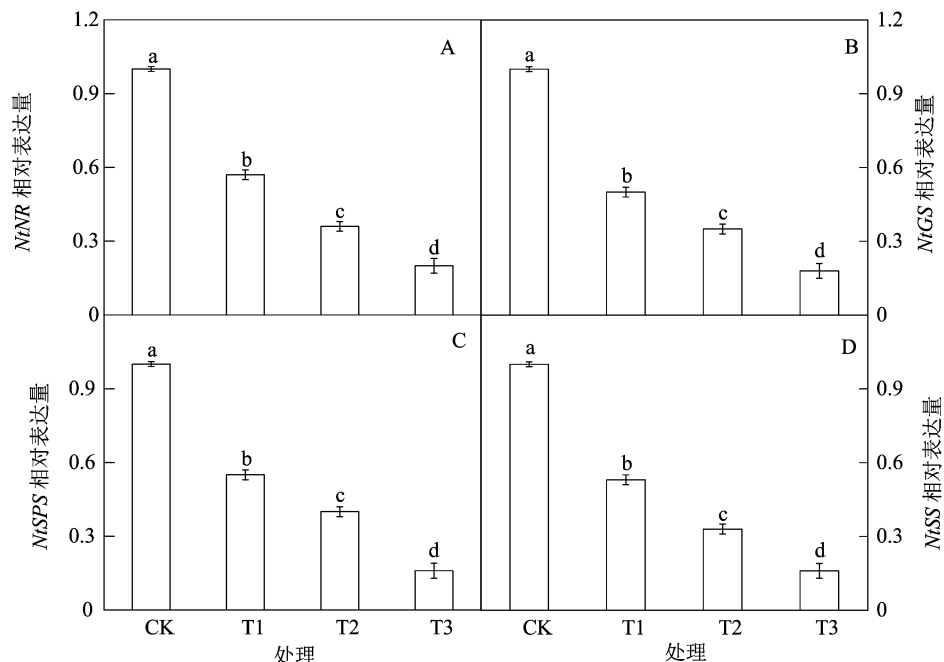 1.2
0.9
0.6
0.3
0
NtNR 相对表达量
A
a
b
c
d
B
a
b
c
d
1.2
0.9
0.6
0.3
0
NtGS 相对表达量
0.9
0.6
0.3
0
NtSPS 相对表达量
C
a
b
c
d
D
a
b
c
d
0.9
0.6
0.3
0
NtSS 相对表达量
CK T1 T2 T3
处理
CK T1 T2 T3
处理